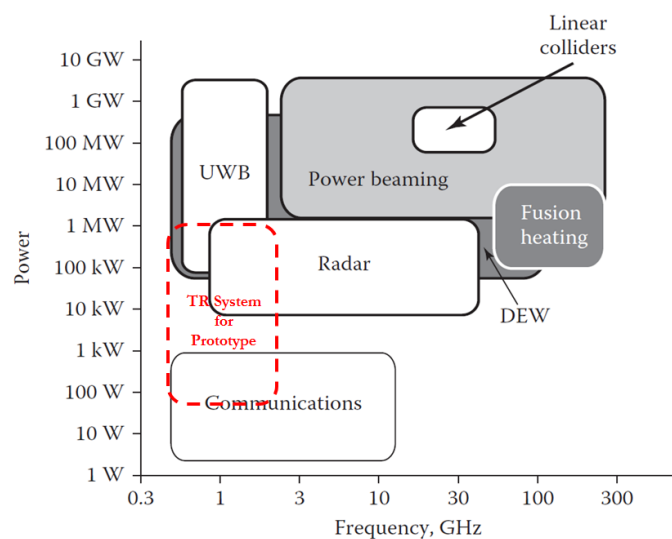 Linear
colliders
10 GW
1 GW
100 MW
10 MW
1 MW
100 kW
10 kW
1 kW
100 W
10 W
1 W
Power
UWB
Power beaming
Fusion
heating
Radar
DEW
TR System
for
Prototype
Communications
0.3
1
3
10
30
100
300
Frequency, GHz